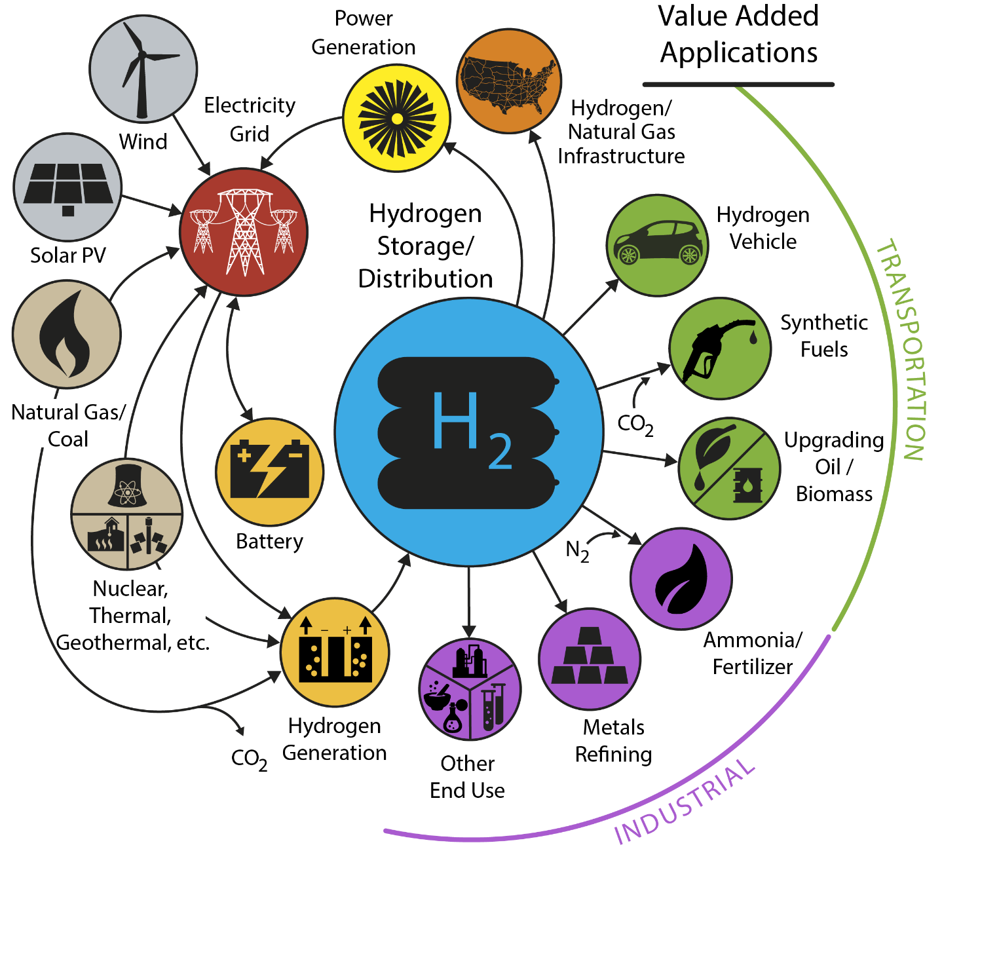 Value Added
Applications
Power
Generation
Wind
Electricity
Grid
Hydrogen/
Natural Gas
Infrastructure
Solar PV
Hydrogen
Storage/
Distribution
Hydrogen
Vehicle
TRANSPORTATION
Synthetic
Fuels
Natural Gas/
Coal
H2
CO2
Upgrading
Oil /
Biomass
+ −
Battery
N2
Nuclear,
Thermal,
Geothermal, etc.
− +
Ammonia/
Fertilizer
Hydrogen
Generation
CO2
Metals
Refining
Other
End Use
INDUSTRIAL